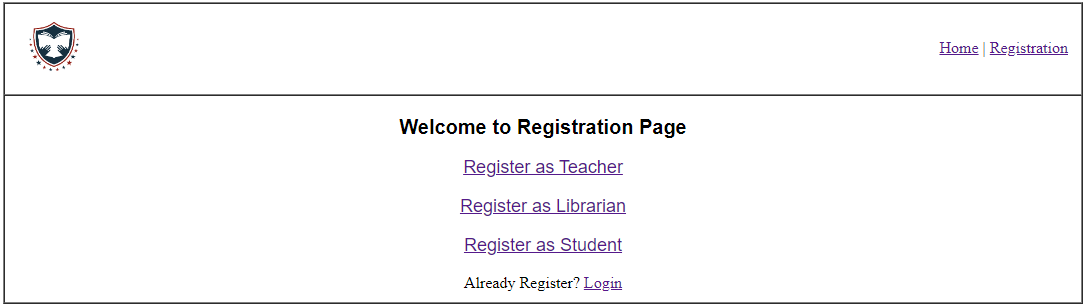 Home | Registration
Welcome to Registration Page
Register as Teacher
Register as Librarian
Register as Student
Already Register? Login